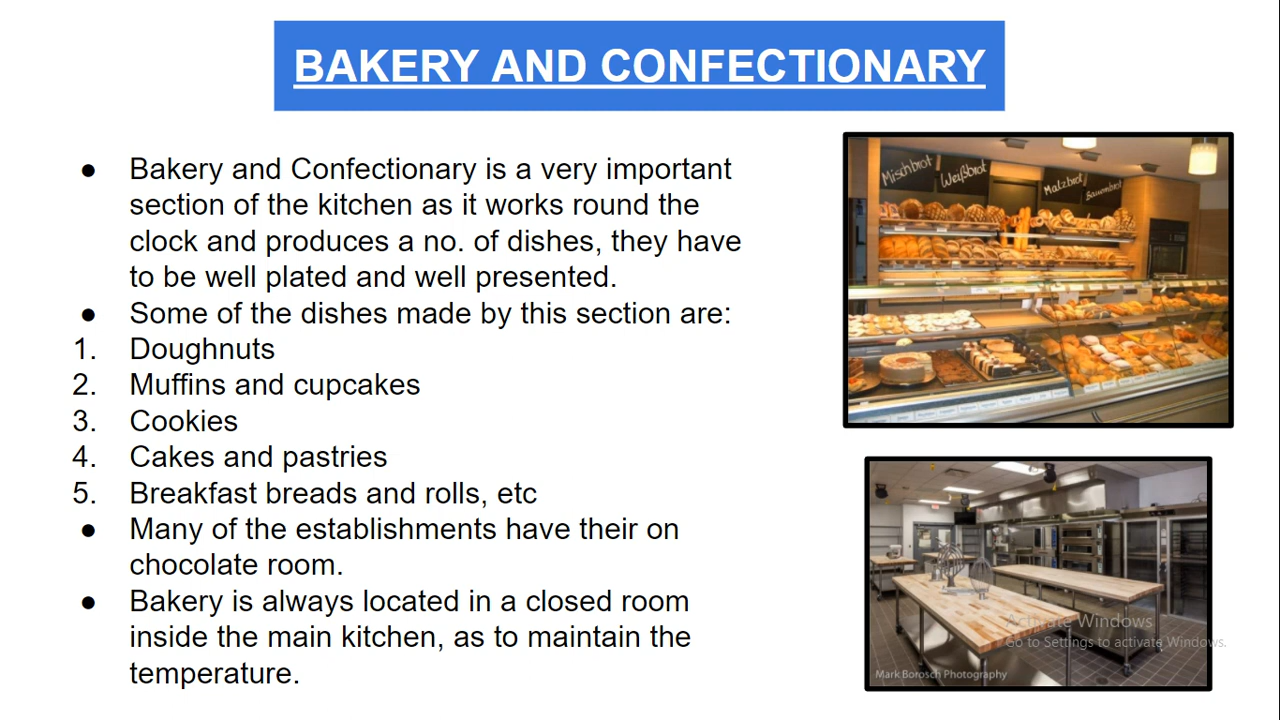 BAKERY AND CONFECTIONARY
● Bakery and Confectionary is a very important
section of the kitchen as it works round the
clock and produces a no. of dishes, they have
to be well plated and well presented.
● Some of the dishes made by this section are:
1. Doughnuts
2. Muffins and cupcakes
3. Cookies
4. Cakes and pastries
5. Breakfast breads and rolls, etc
● Many of the establishments have their on
chocolate room.
● Bakery is always located in a closed room
inside the main kitchen, as to maintain the
temperature.
Mischbrot
Weißbrot
Malzbrot
Bauernbrot
Activate Windows
Go to Settings to activate Windows.
Mark Borosch Photography